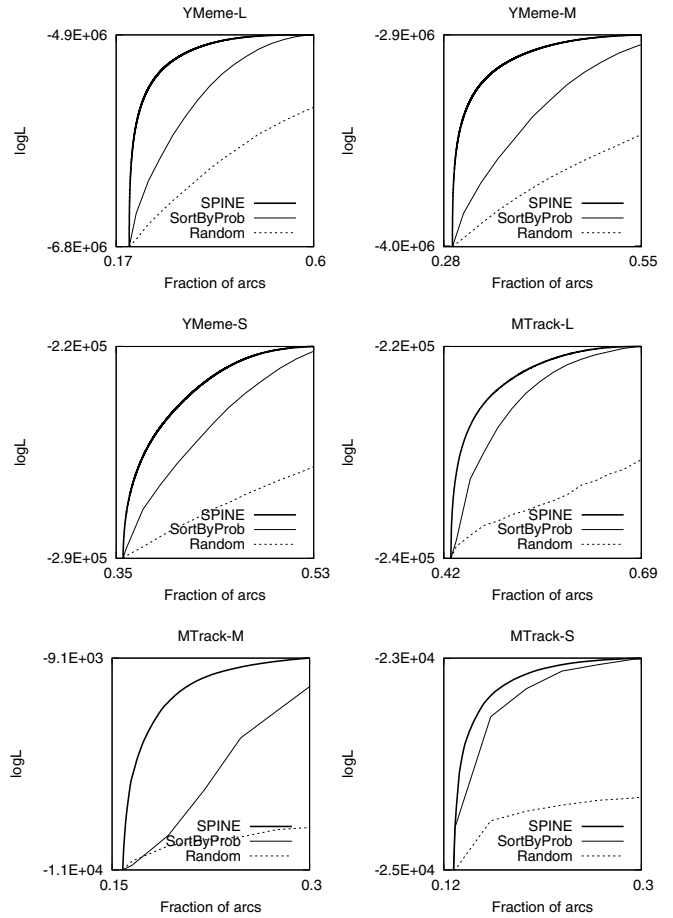 YMeme-L
-4.9E+06
logL
SPINE
SortByProb
Random
-6.8E+06
0.17
0.6
Fraction of arcs
YMeme-M
-2.9E+06
logL
SPINE
SortByProb
Random
-4.0E+06
0.28
0.55
Fraction of arcs
YMeme-S
-2.2E+05
logL
SPINE
SortByProb
Random
-2.9E+05
0.35
0.53
Fraction of arcs
MTrack-L
-2.2E+05
logL
SPINE
SortByProb
Random
-2.4E+05
0.42
0.69
Fraction of arcs
MTrack-M
-9.1E+03
logL
SPINE
SortByProb
Random
-1.1E+04
0.15
0.3
Fraction of arcs
MTrack-S
-2.3E+04
logL
SPINE
SortByProb
Random
-2.5E+04
0.12
0.3
Fraction of arcs